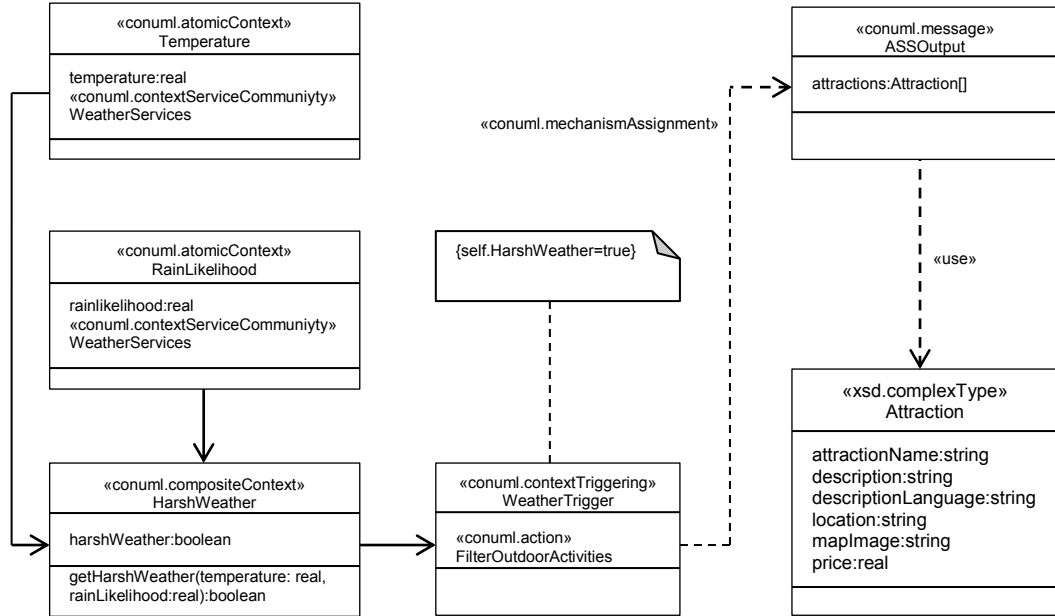 «conuml.atomicContext»
Temperature
temperature:real
«conuml.contextServiceCommuniyty»
WeatherServices
«conuml.message»
ASSOutput
attractions:Attraction[]
«conuml.mechanismAssignment»
«conuml.atomicContext»
RainLikelihood
rainlikelihood:real
«conuml.contextServiceCommuniyty»
WeatherServices
{self.HarshWeather=true}
«use»
«xsd.complexType»
Attraction
attractionName:string
description:string
descriptionLanguage:string
location:string
mapImage:string
price:real
«conuml.compositeContext»
HarshWeather
harshWeather:boolean
getHarshWeather(temperature: real,
rainLikelihood:real):boolean
«conuml.contextTriggering»
WeatherTrigger
«conuml.action»
FilterOutdoorActivities